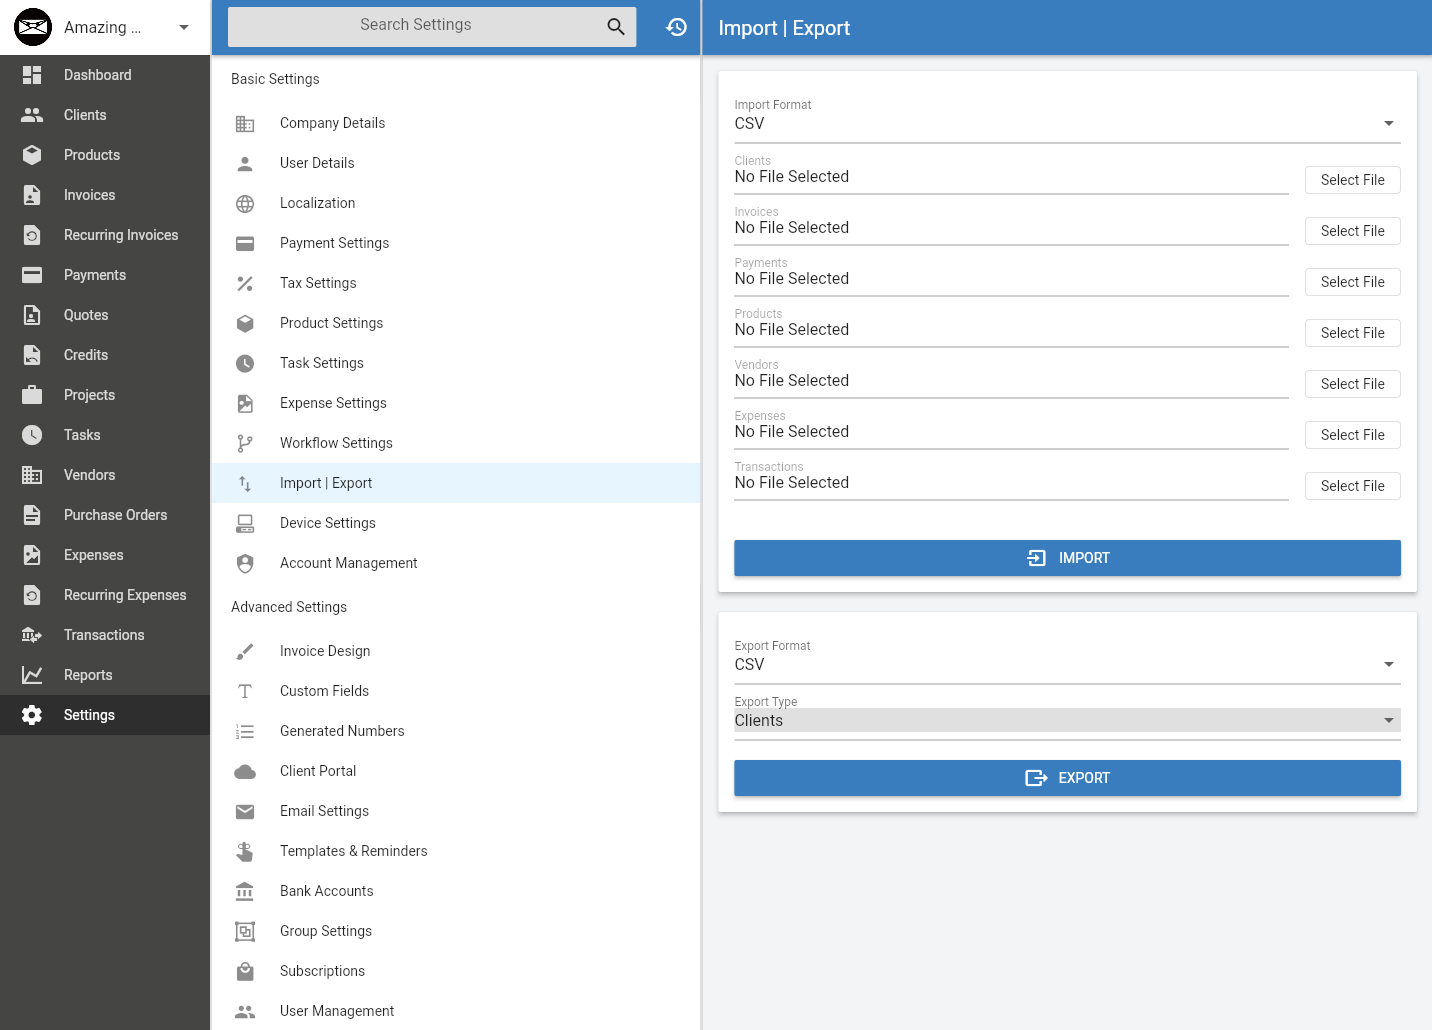 Amazing ...
Dashboard
Clients
Products
Invoices
Recurring Invoices
Payments
Quotes
Credits
Projects
Tasks
Vendors
Purchase Orders
Expenses
Recurring Expenses
Transactions
Reports
Settings
Search Settings
Basic Settings
Company Details
User Details
Localization
Payment Settings
Tax Settings
Product Settings
Task Settings
Expense Settings
Workflow Settings
Import | Export
Device Settings
Account Management
Advanced Settings
Invoice Design
Custom Fields
Generated Numbers
Client Portal
Email Settings
Templates & Reminders
Bank Accounts
Group Settings
Subscriptions
User Management
Import | Export
Import Format
CSV
Clients
No File Selected
Select File
Invoices
No File Selected
Select File
Payments
No File Selected
Select File
Products
No File Selected
Select File
Vendors
No File Selected
Select File
Expenses
No File Selected
Select File
Transactions
No File Selected
Select File
IMPORT
Export Format
CSV
Export Type
Clients
EXPORT